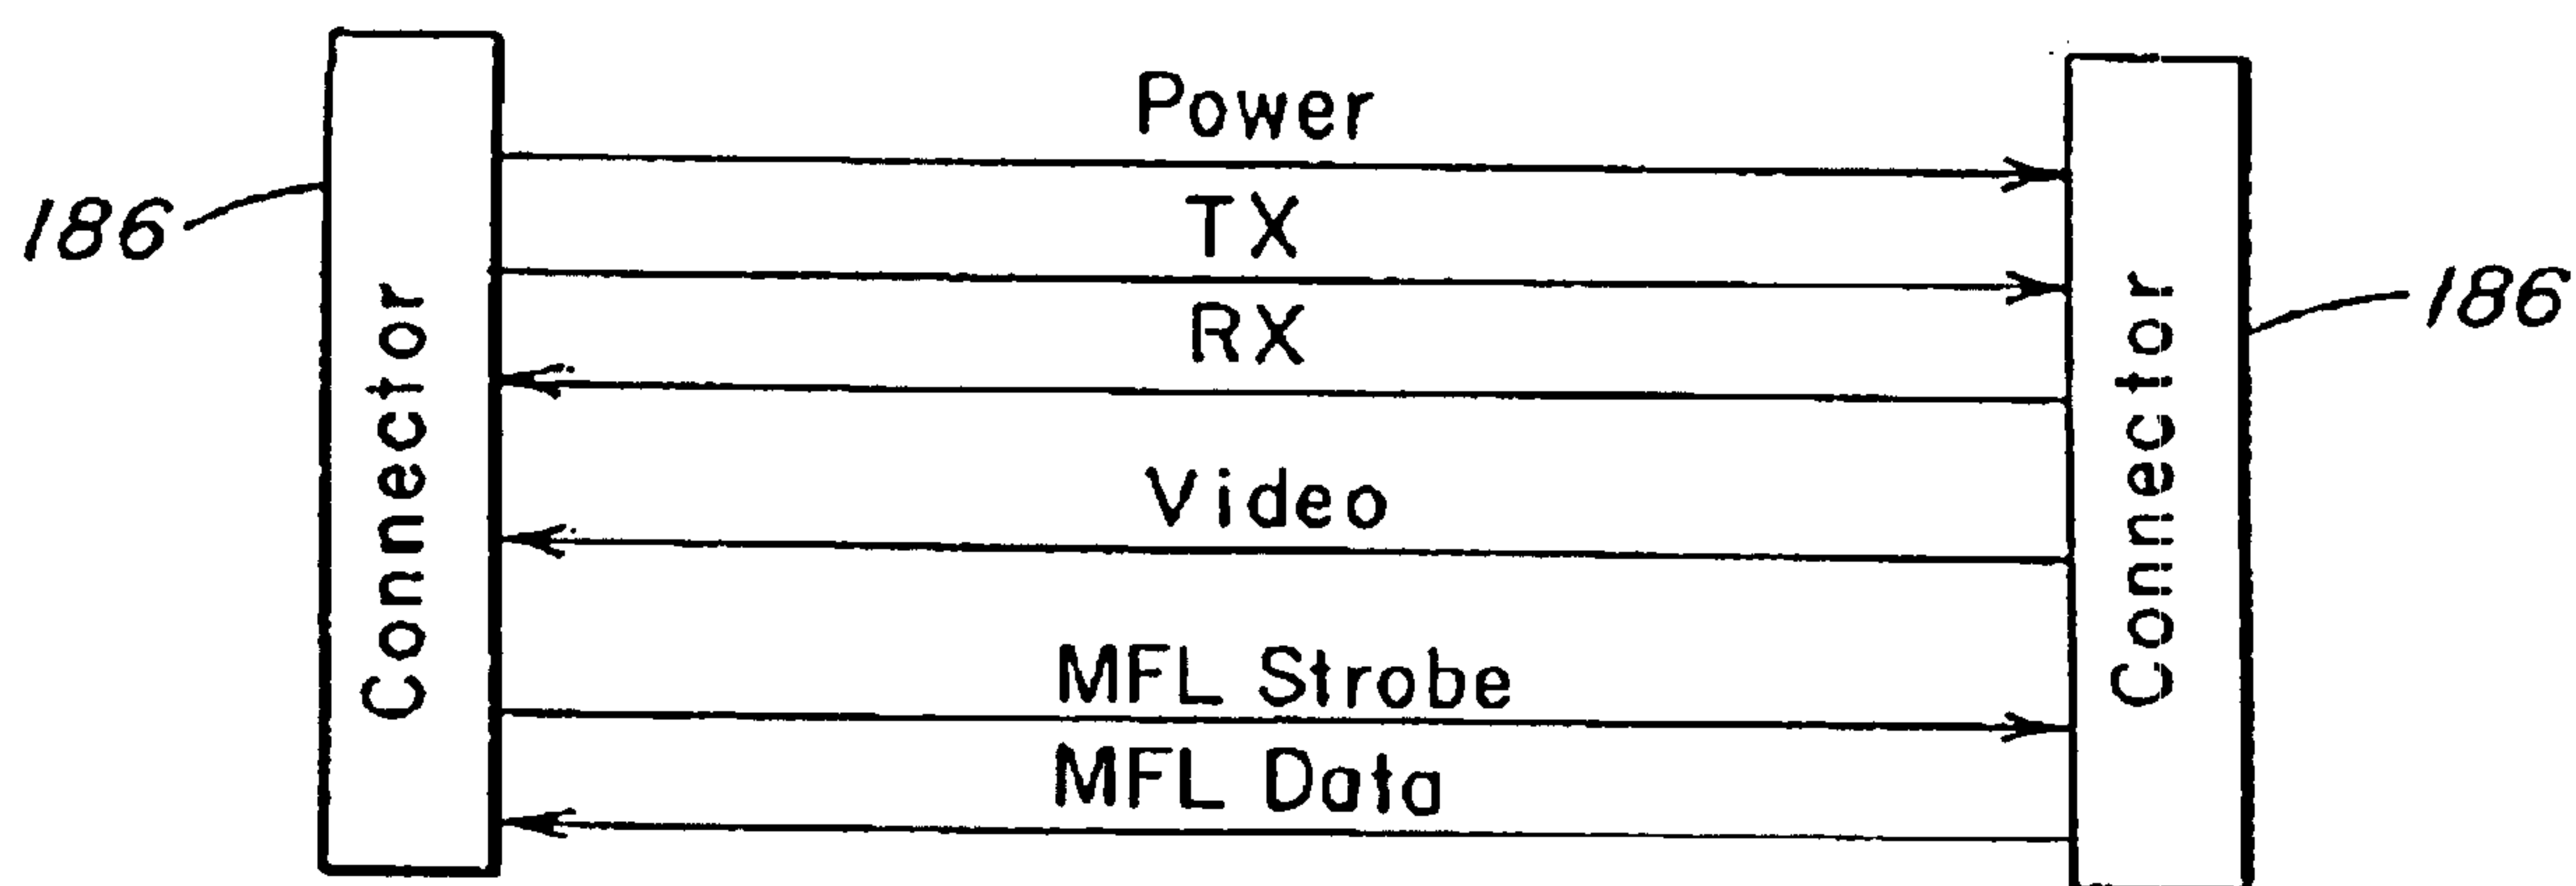 Power
TX
186
RX
186
Connector
Connector
Video
MFL Strobe
MFL Data